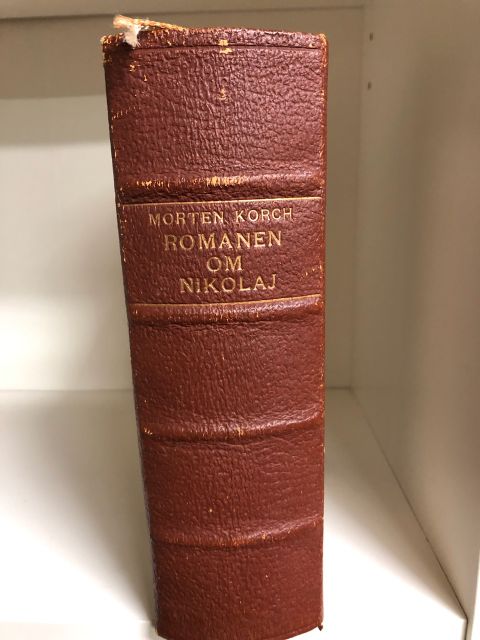 MORTEN KORCH
ROMANEN
OM
NIKOLAJ